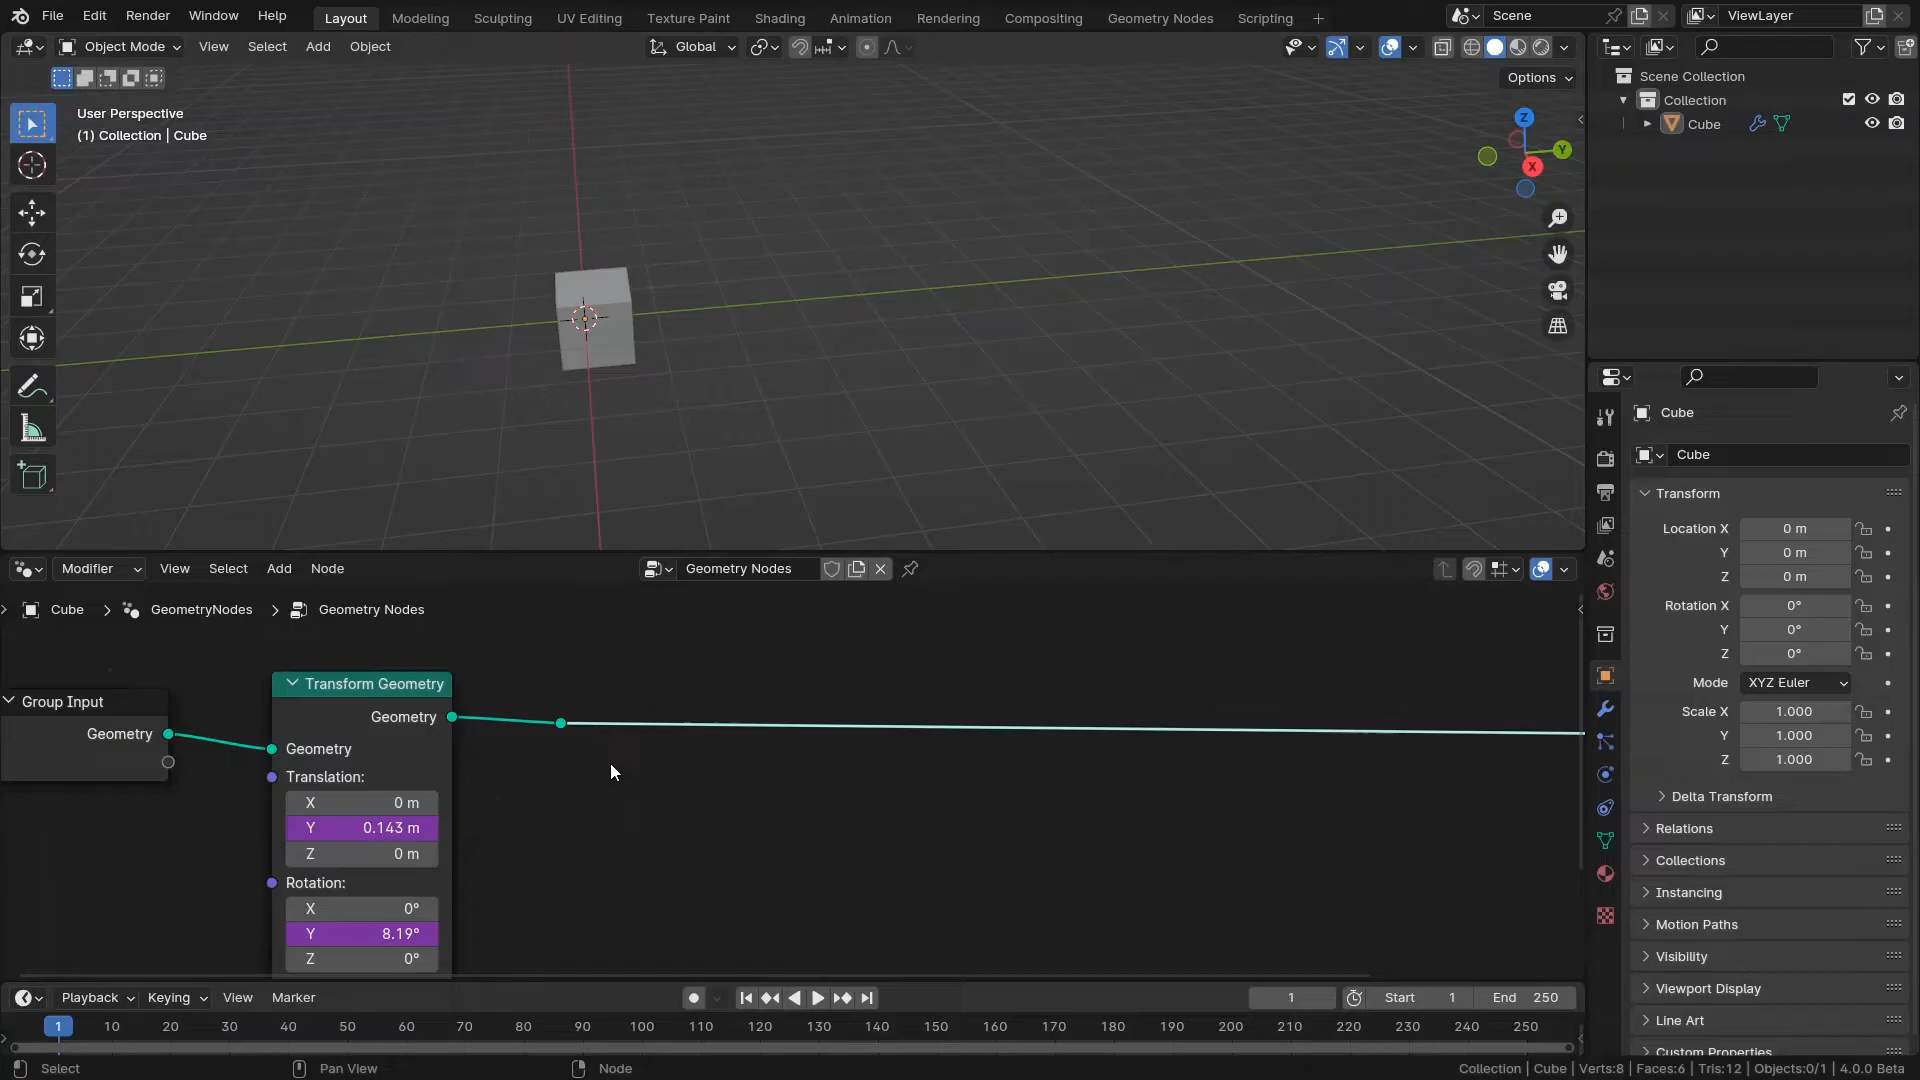 File Edit Render Window Help Layout Modeling Sculpting UV Editing Texture Paint Shading Animation Rendering Compositing Geometry Nodes Scripting + Scene ViewLayer
Object Mode View Select Add Object Global
Options
User Perspective
(1) Collection | Cube
Z
Y
X
Scene Collection
Collection
Cube
Modifier View Select Add Node Geometry Nodes
Cube > GeometryNodes > Geometry Nodes
Group Input
Geometry
Transform Geometry
Geometry
Geometry
Translation:
X 0 m
Y 0.143 m
Z 0 m
Rotation:
X 0°
Y 8.19°
Z 0°
Cube
Cube
Transform
Location X 0 m
Y 0 m
Z 0 m
Rotation X 0°
Y 0°
Z 0°
Mode XYZ Euler
Scale X 1.000
Y 1.000
Z 1.000
Delta Transform
Relations
Collections
Instancing
Motion Paths
Visibility
Viewport Display
Line Art
Custom Properties
Playback Keying View Marker 1 Start 1 End 250
1 10 20 30 40 50 60 70 80 90 100 110 120 130 140 150 160 170 180 190 200 210 220 230 240 250
Select Pan View Node Collection | Cube | Verts:8 | Faces:6 | Tris:12 | Objects:0/1 | 4.0.0 Beta